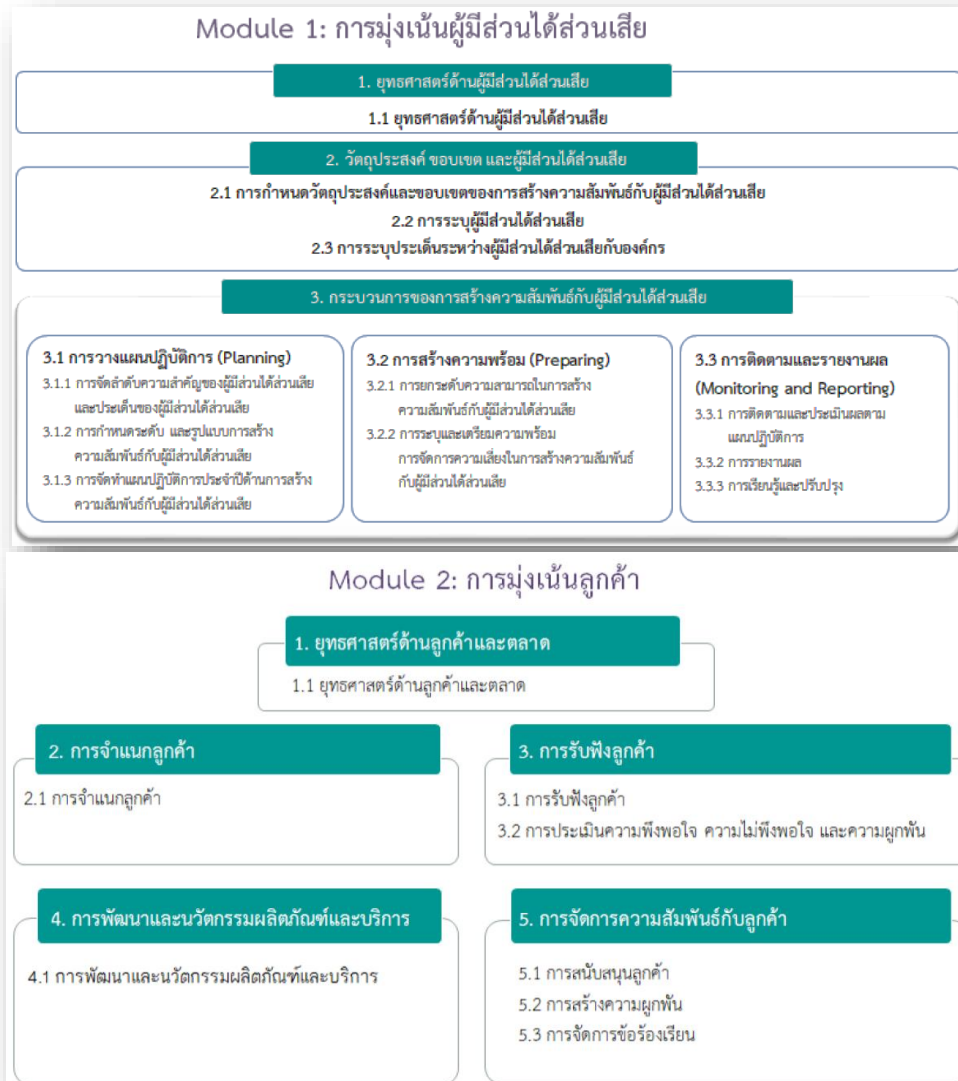 Module 1: การมุ่งเน้นผู้มีส่วนได้ส่วนเสีย
1. ยุทธศาสตร์ด้านผู้มีส่วนได้ส่วนเสีย
1.1 ยุทธศาสตร์ด้านผู้มีส่วนได้ส่วนเสีย
2. วัตถุประสงค์ ขอบเขต และผู้มีส่วนได้ส่วนเสีย
2.1 การกำหนดวัตถุประสงค์และขอบเขตของการสร้างความสัมพันธ์กับผู้มีส่วนได้ส่วนเสีย
2.2 การระบุผู้มีส่วนได้ส่วนเสีย
2.3 การระบุประเด็นระหว่างผู้มีส่วนได้ส่วนเสียกับองค์กร
3. กระบวนการของการสร้างความสัมพันธ์กับผู้มีส่วนได้ส่วนเสีย
3.1 การวางแผนปฏิบัติการ (Planning)
3.1.1 การจัดลำดับความสำคัญของผู้มีส่วนได้ส่วนเสีย
และประเด็นของผู้มีส่วนได้ส่วนเสีย
3.1.2 การกำหนดระดับ และรูปแบบการสร้าง
ความสัมพันธ์กับผู้มีส่วนได้ส่วนเสีย
3.1.3 การจัดทำแผนปฏิบัติการประจำปีด้านการสร้าง
ความสัมพันธ์กับผู้มีส่วนได้ส่วนเสีย
3.2 การสร้างความพร้อม (Preparing)
3.2.1 การยกระดับความสามารถในการสร้าง
ความสัมพันธ์กับผู้มีส่วนได้ส่วนเสีย
3.2.2 การระบุและเตรียมความพร้อม
การจัดการความเสี่ยงในการสร้างความสัมพันธ์
กับผู้มีส่วนได้ส่วนเสีย
3.3 การติดตามและรายงานผล
(Monitoring and Reporting)
3.3.1 การติดตามและประเมินผลตาม
แผนปฏิบัติการ
3.3.2 การรายงานผล
3.3.3 การเรียนรู้และปรับปรุง
Module 2: การมุ่งเน้นลูกค้า
1. ยุทธศาสตร์ด้านลูกค้าและตลาด
1.1 ยุทธศาสตร์ด้านลูกค้าและตลาด
2. การจำแนกลูกค้า
2.1 การจำแนกลูกค้า
3. การรับฟังลูกค้า
3.1 การรับฟังลูกค้า
3.2 การประเมินความพึงพอใจ ความไม่พึงพอใจ และความผูกพัน
4. การพัฒนาและนวัตกรรมผลิตภัณฑ์และบริการ
4.1 การพัฒนาและนวัตกรรมผลิตภัณฑ์และบริการ
5. การจัดการความสัมพันธ์กับลูกค้า
5.1 การสนับสนุนลูกค้า
5.2 การสร้างความผูกพัน
5.3 การจัดการข้อร้องเรียน